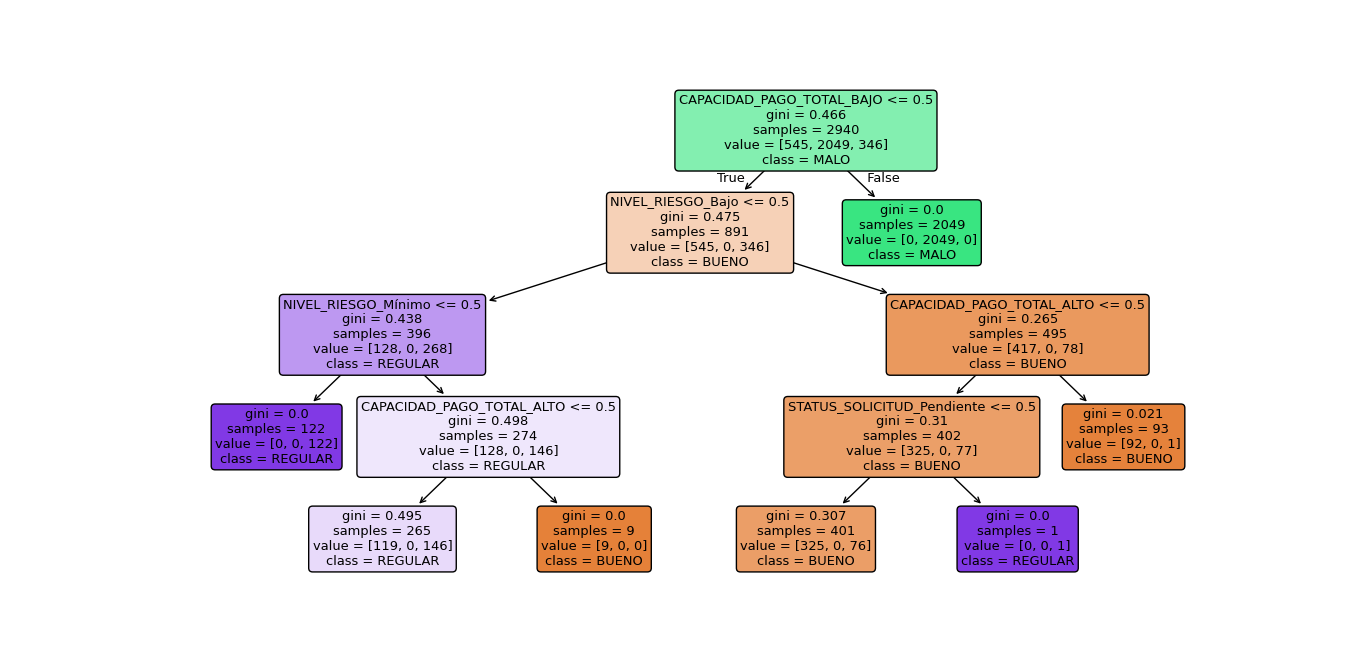 CAPACIDAD_PAGO_TOTAL_BAJO <= 0.5
gini = 0.466
samples = 2940
value = [545, 2049, 346]
class = MALO
True
False
NIVEL_RIESGO_Bajo <= 0.5
gini = 0.475
samples = 891
value = [545, 0, 346]
class = BUENO
gini = 0.0
samples = 2049
value = [0, 2049, 0]
class = MALO
NIVEL_RIESGO_Mínimo <= 0.5
gini = 0.438
samples = 396
value = [128, 0, 268]
class = REGULAR
CAPACIDAD_PAGO_TOTAL_ALTO <= 0.5
gini = 0.265
samples = 495
value = [417, 0, 78]
class = BUENO
gini = 0.0
samples = 122
value = [0, 0, 122]
class = REGULAR
CAPACIDAD_PAGO_TOTAL_ALTO <= 0.5
gini = 0.498
samples = 274
value = [128, 0, 146]
class = REGULAR
STATUS_SOLICITUD_Pendiente <= 0.5
gini = 0.31
samples = 402
value = [325, 0, 77]
class = BUENO
gini = 0.021
samples = 93
value = [92, 0, 1]
class = BUENO
gini = 0.495
samples = 265
value = [119, 0, 146]
class = REGULAR
gini = 0.0
samples = 9
value = [9, 0, 0]
class = BUENO
gini = 0.307
samples = 401
value = [325, 0, 76]
class = BUENO
gini = 0.0
samples = 1
value = [0, 0, 1]
class = REGULAR